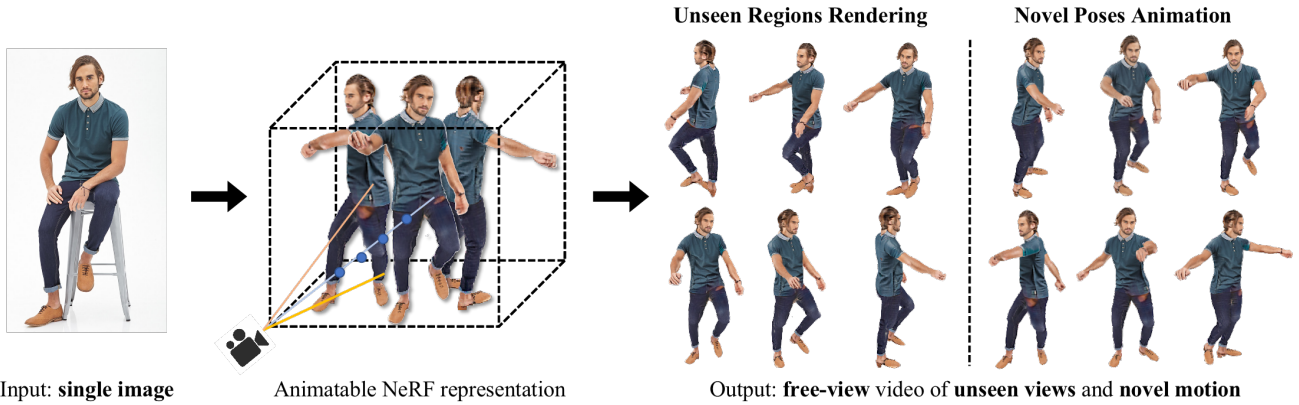 Unseen Regions Rendering
Novel Poses Animation
Input: single image
Animatable NeRF representation
Output: free-view video of unseen views and novel motion